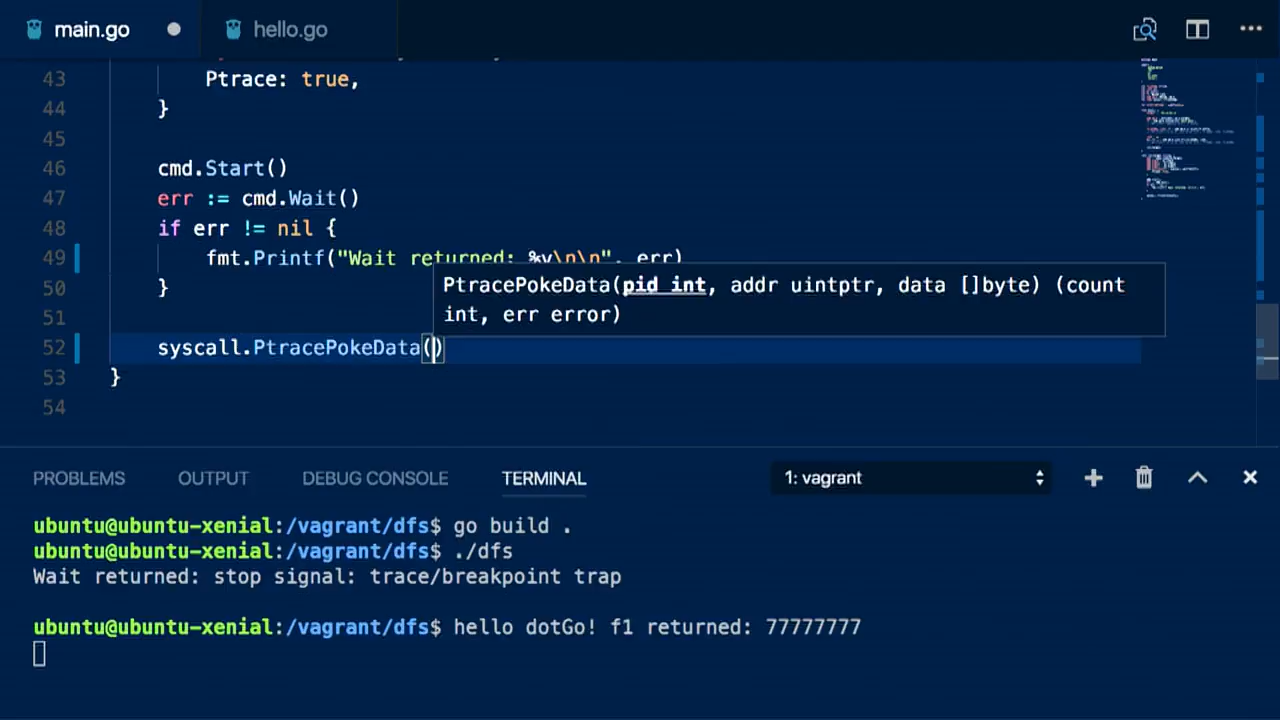 main.go
hello.go
43 Ptrace: true,
44 }
45
46 cmd.Start()
47 err := cmd.Wait()
48 if err != nil {
49 fmt.Printf("Wait returned: %v\n\n", err)
50 }
51
PtracePokeData(pid int, addr uintptr, data []byte) (count
int, err error)
52 syscall.PtracePokeData()
53 }
54
PROBLEMS OUTPUT DEBUG CONSOLE TERMINAL 1: vagrant
ubuntu@ubuntu-xenial:/vagrant/dfs$ go build .
ubuntu@ubuntu-xenial:/vagrant/dfs$ ./dfs
Wait returned: stop signal: trace/breakpoint trap
ubuntu@ubuntu-xenial:/vagrant/dfs$ hello dotGo! f1 returned: 77777777